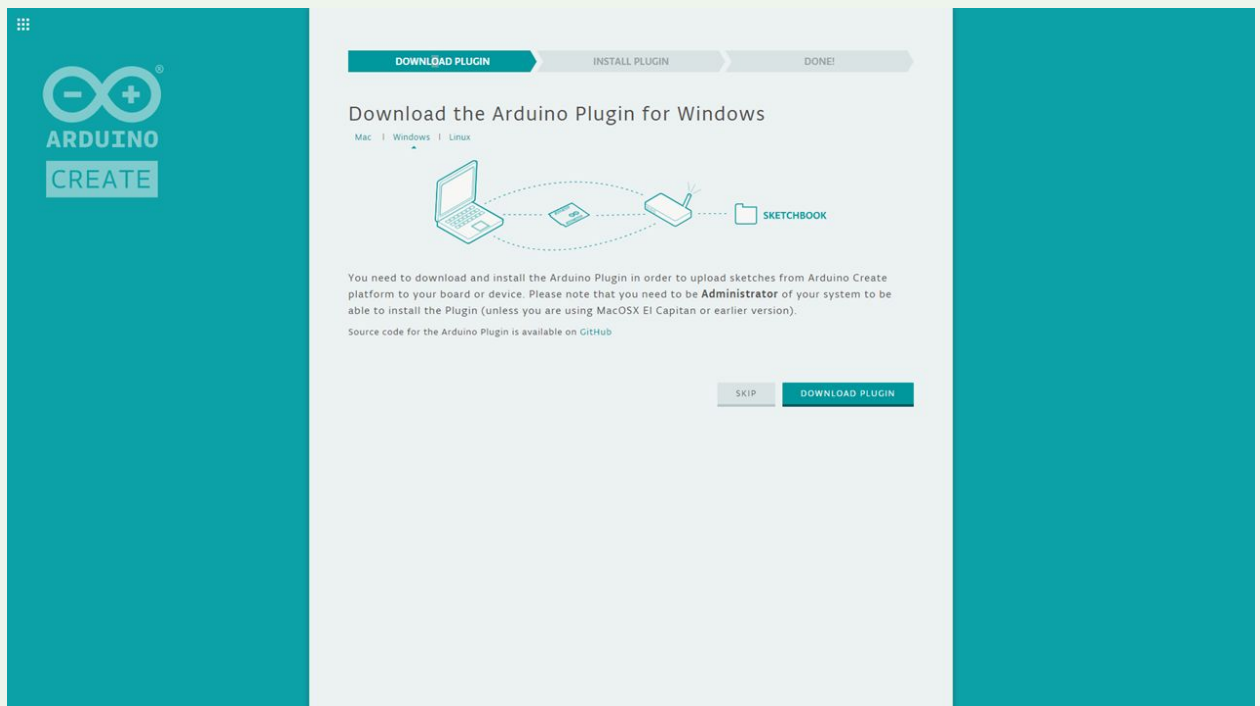 DOWNLOAD PLUGIN
INSTALL PLUGIN
DONE!
®
ARDUINO
CREATE
Download the Arduino Plugin for Windows
Mac | Windows | Linux
SKETCHBOOK
You need to download and install the Arduino Plugin in order to upload sketches from Arduino Create
platform to your board or device. Please note that you need to be Administrator of your system to be
able to install the Plugin (unless you are using MacOSX El Capitan or earlier version).
Source code for the Arduino Plugin is available on GitHub
SKIP
DOWNLOAD PLUGIN